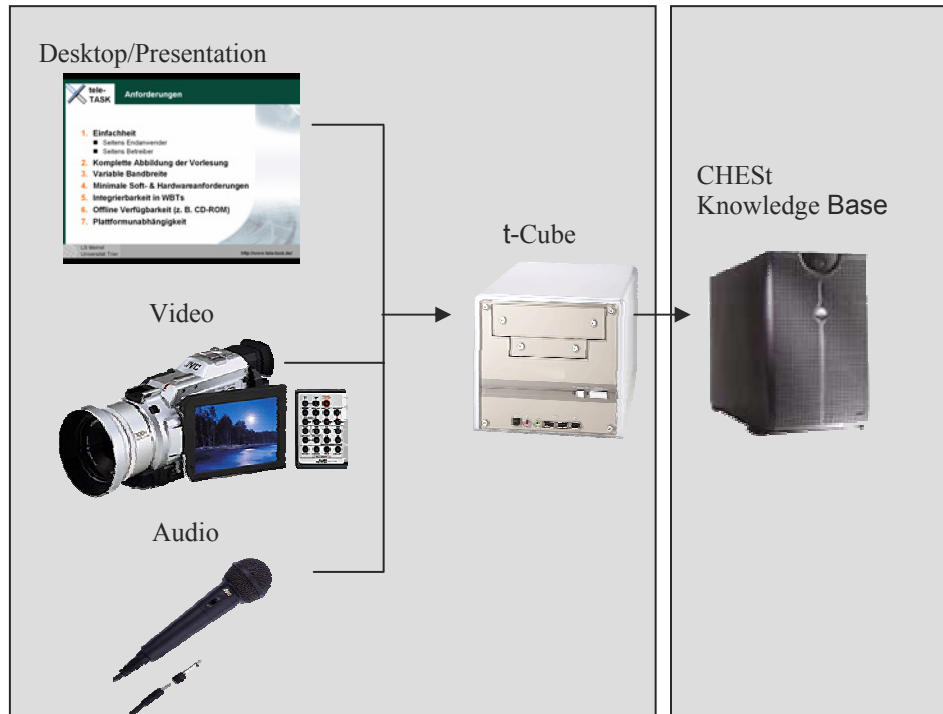 Desktop/Presentation
tele-
TASK
Anforderungen
1. Einfachheit
■ Seitens Endanwender
■ Seitens Betreiber
2. Komplette Abbildung der Vorlesung
3. Variable Bandbreite
4. Minimale Soft- & Hardwareanforderungen
5. Integrierbarkeit in WBTs
6. Offline Verfügbarkeit (z. B. CD-ROM)
7. Plattformunabhängigkeit
Universität Trier
http://www.tele-task.de/
Video
JVC
Audio
t-Cube
CHESt
Knowledge Base